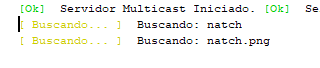 [Ok] Servidor Multicast Iniciado. [Ok] Se
[ Buscando... ] Buscando: natch
[ Buscando... ] Buscando: natch.png